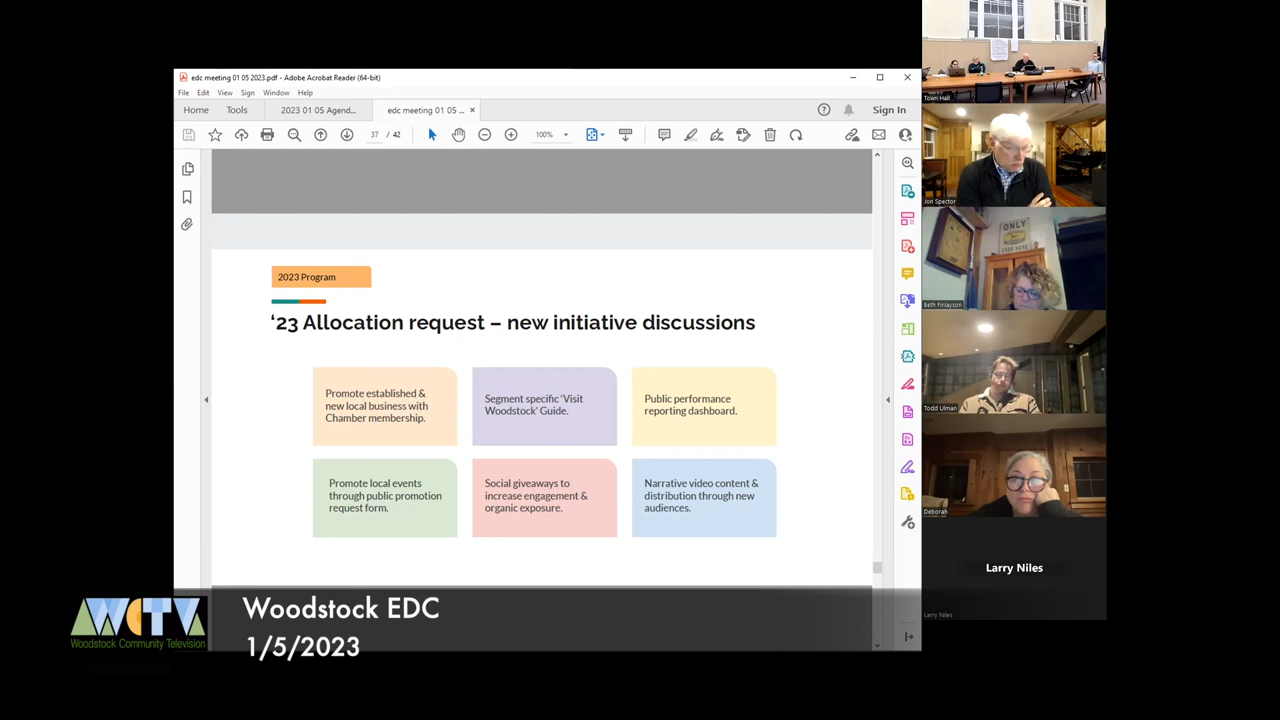 edc meeting 01 05 2023.pdf - Adobe Acrobat Reader (64-bit)
File Edit View Sign Window Help
Home Tools 2023 01 05 Agend... edc meeting 01 05 ... × Sign In
37 / 42 100%
2023 Program
‘23 Allocation request – new initiative discussions
Promote established &
new local business with
Chamber membership.
Segment specific ‘Visit
Woodstock’ Guide.
Public performance
reporting dashboard.
Promote local events
through public promotion
request form.
Social giveaways to
increase engagement &
organic exposure.
Narrative video content &
distribution through new
audiences.
Town Hall
Jon Spector
ONLY
Beth Finlayson
Todd Ulman
Deborah
Larry Niles
Larry Niles
WCTV
Woodstock Community Television
Woodstock EDC
1/5/2023